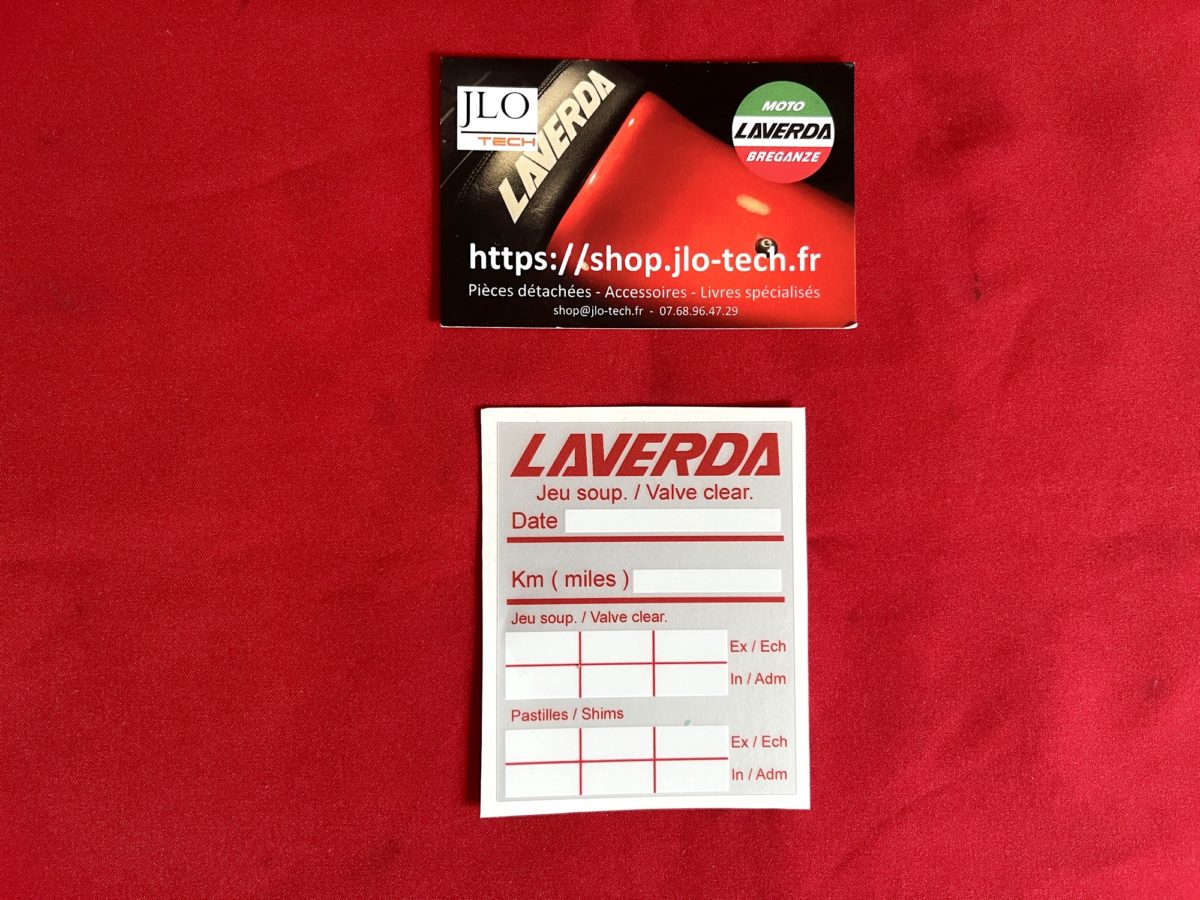 JLO
TECH
LAVERDA
MOTO
LAVERDA
BREGANZE
https://shop.jlo-tech.fr
Pièces détachées - Accessoires - Livres spécialisés
shop@jlo-tech.fr - 07.68.96.47.29
LAVERDA
Jeu soup. / Valve clear.
Date
Km ( miles )
Jeu soup. / Valve clear.
Ex / Ech
In / Adm
Pastilles / Shims
Ex / Ech
In / Adm